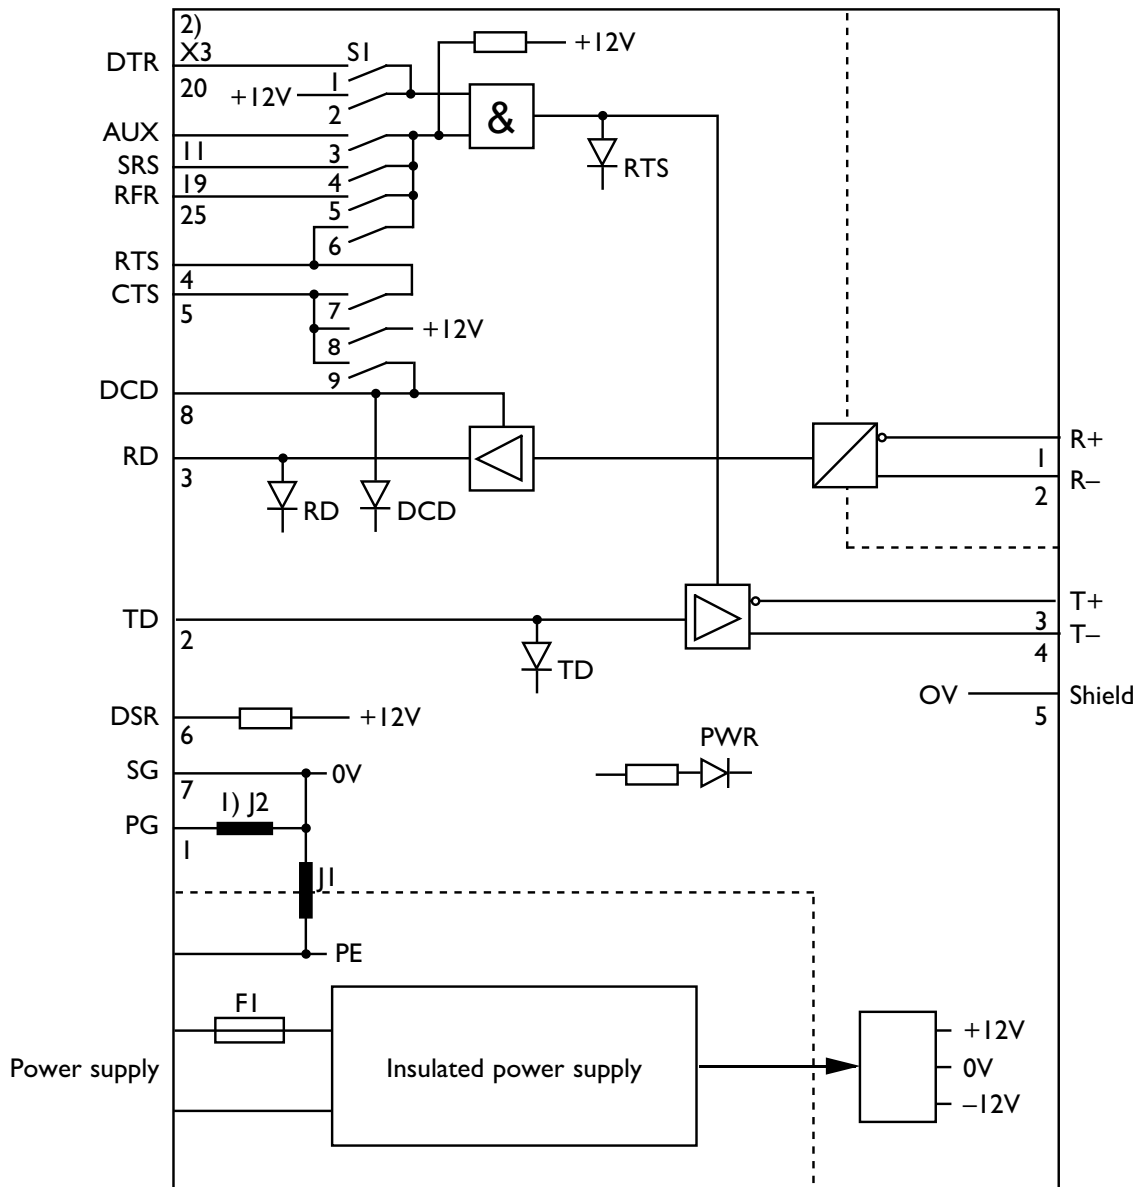 2)
X3
DTR
20
S1
1
+12V
+12V
2
&
AUX
11
3
RTS
SRS
19
4
RFR
25
5
6
RTS
4
CTS
5
7
+12V
8
9
DCD
8
RD
3
RD
DCD
R+
1
R–
2
TD
2
TD
T+
3
T–
4
OV
Shield
5
DSR
6
+12V
PWR
SG
7
0V
1) J2
PG
1
J1
PE
F1
Power supply
Insulated power supply
+12V
0V
–12V